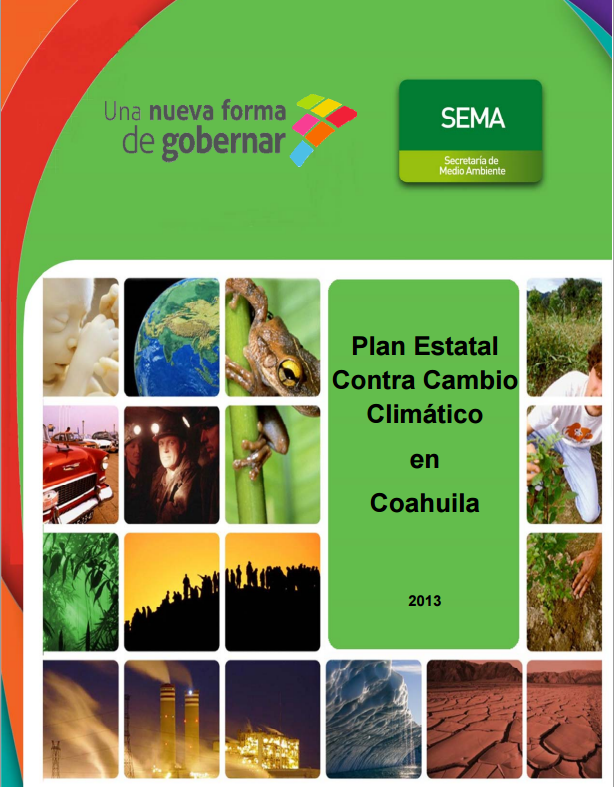 Una nueva forma
de gobernar
SEMA
Secretaría de
Medio Ambiente
Plan Estatal
Contra Cambio
Climático
en
Coahuila
2013